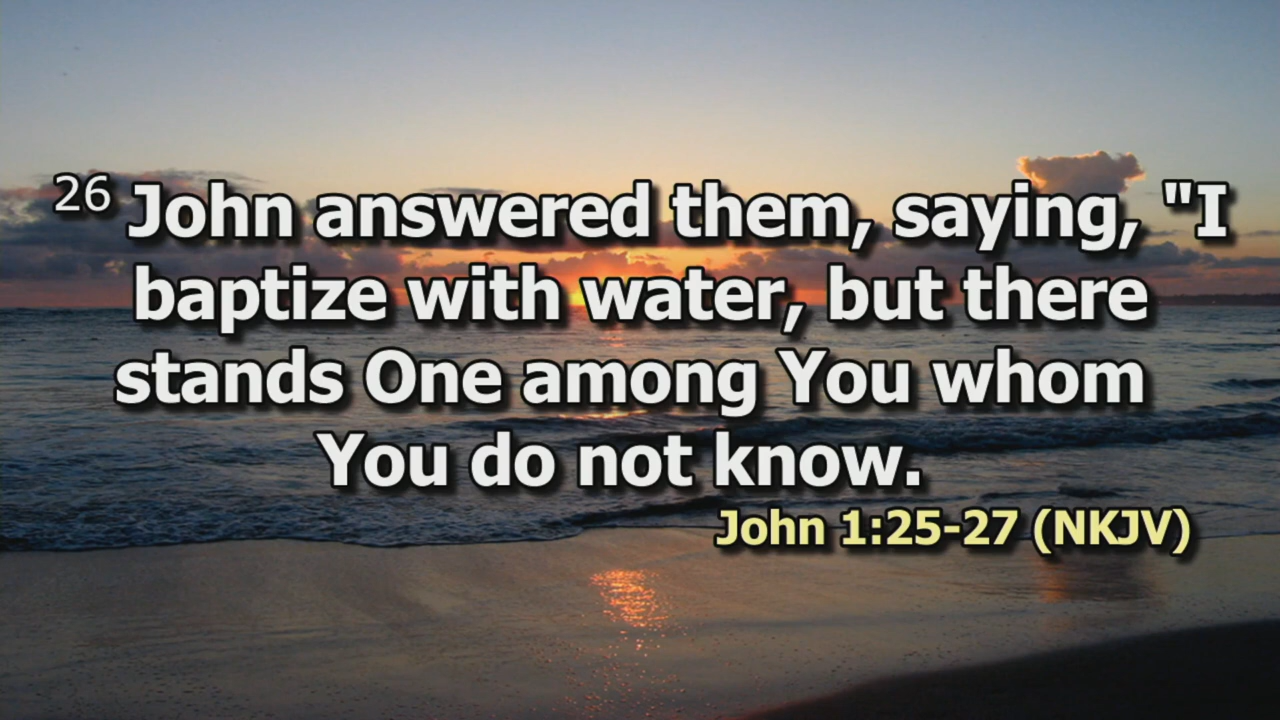 26 John answered them, saying, "I
baptize with water, but there
stands One among You whom
You do not know.
John 1:25-27 (NKJV)